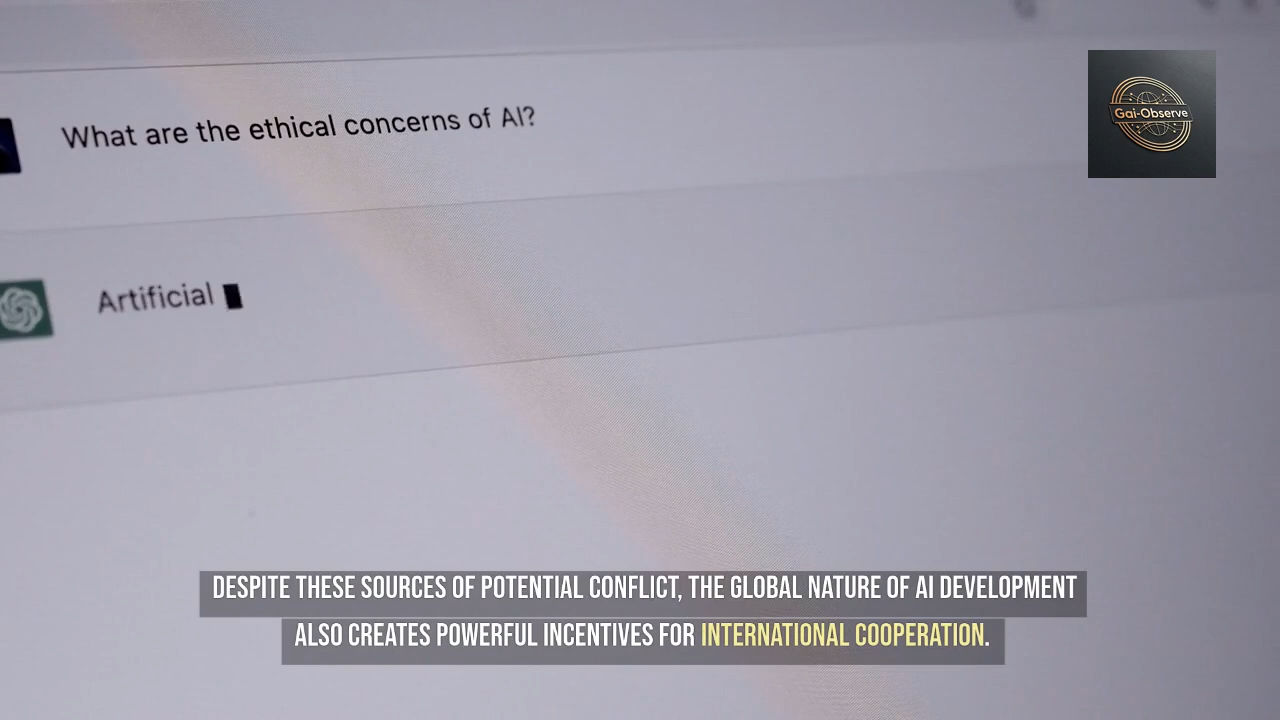 What are the ethical concerns of AI?
Gai-Observe
Artificial
DESPITE THESE SOURCES OF POTENTIAL CONFLICT, THE GLOBAL NATURE OF AI DEVELOPMENT
ALSO CREATES POWERFUL INCENTIVES FOR INTERNATIONAL COOPERATION.